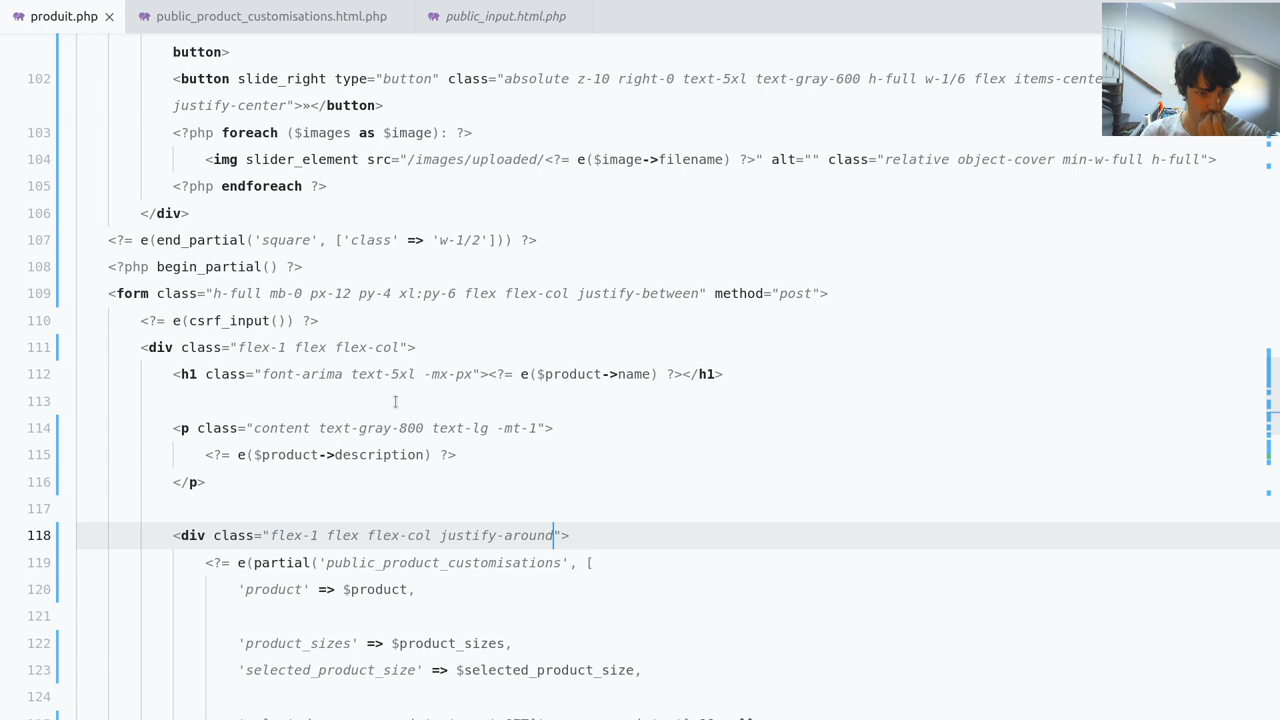 produit.php
public_product_customisations.html.php
public_input.html.php
button>
102 <button slide_right type="button" class="absolute z-10 right-0 text-5xl text-gray-600 h-full w-1/6 flex
justify-center">»</button>
103 <?php foreach ($images as $image): ?>
104 <img slider_element src="/images/uploaded/<?= e($image->filename) ?>" alt="" class="relative object-cover min-w-full h-full">
105 <?php endforeach ?>
106 </div>
107 <?= e(end_partial('square', ['class' => 'w-1/2'])) ?>
108 <?php begin_partial() ?>
109 <form class="h-full mb-0 px-12 py-4 xl:py-6 flex flex-col justify-between" method="post">
110 <?= e(csrf_input()) ?>
111 <div class="flex-1 flex flex-col">
112 <h1 class="font-arima text-5xl -mx-px"><?= e($product->name) ?></h1>
113
114 <p class="content text-gray-800 text-lg -mt-1">
115 <?= e($product->description) ?>
116 </p>
117
118 <div class="flex-1 flex flex-col justify-around">
119 <?= e(partial('public_product_customisations', [
120 'product' => $product,
121
122 'product_sizes' => $product_sizes,
123 'selected_product_size' => $selected_product_size,
124